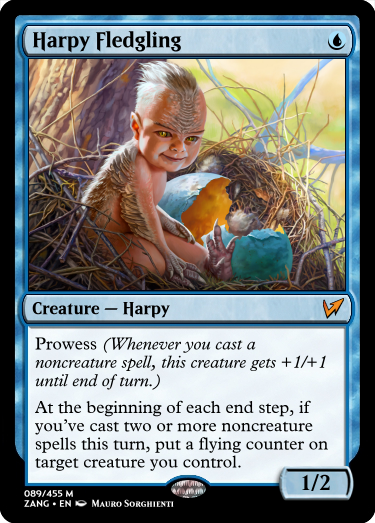 Harpy Fledgling
Creature — Harpy
Prowess (Whenever you cast a
noncreature spell, this creature gets +1/+1
until end of turn.)
At the beginning of each end step, if
you've cast two or more noncreature
spells this turn, put a flying counter on
target creature you control.
1/2
089/455 M
ZANG • EN Mauro Sorghienti